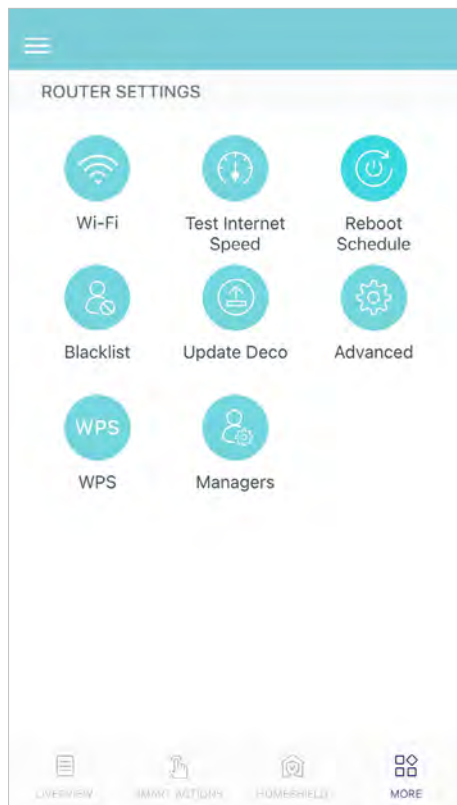 ROUTER SETTINGS
Wi-Fi
Test Internet
Speed
Reboot
Schedule
Blacklist
Update Deco
Advanced
WPS
WPS
Managers
OVERVIEW
SMART ACTIONS
HOMESHIELD
MORE